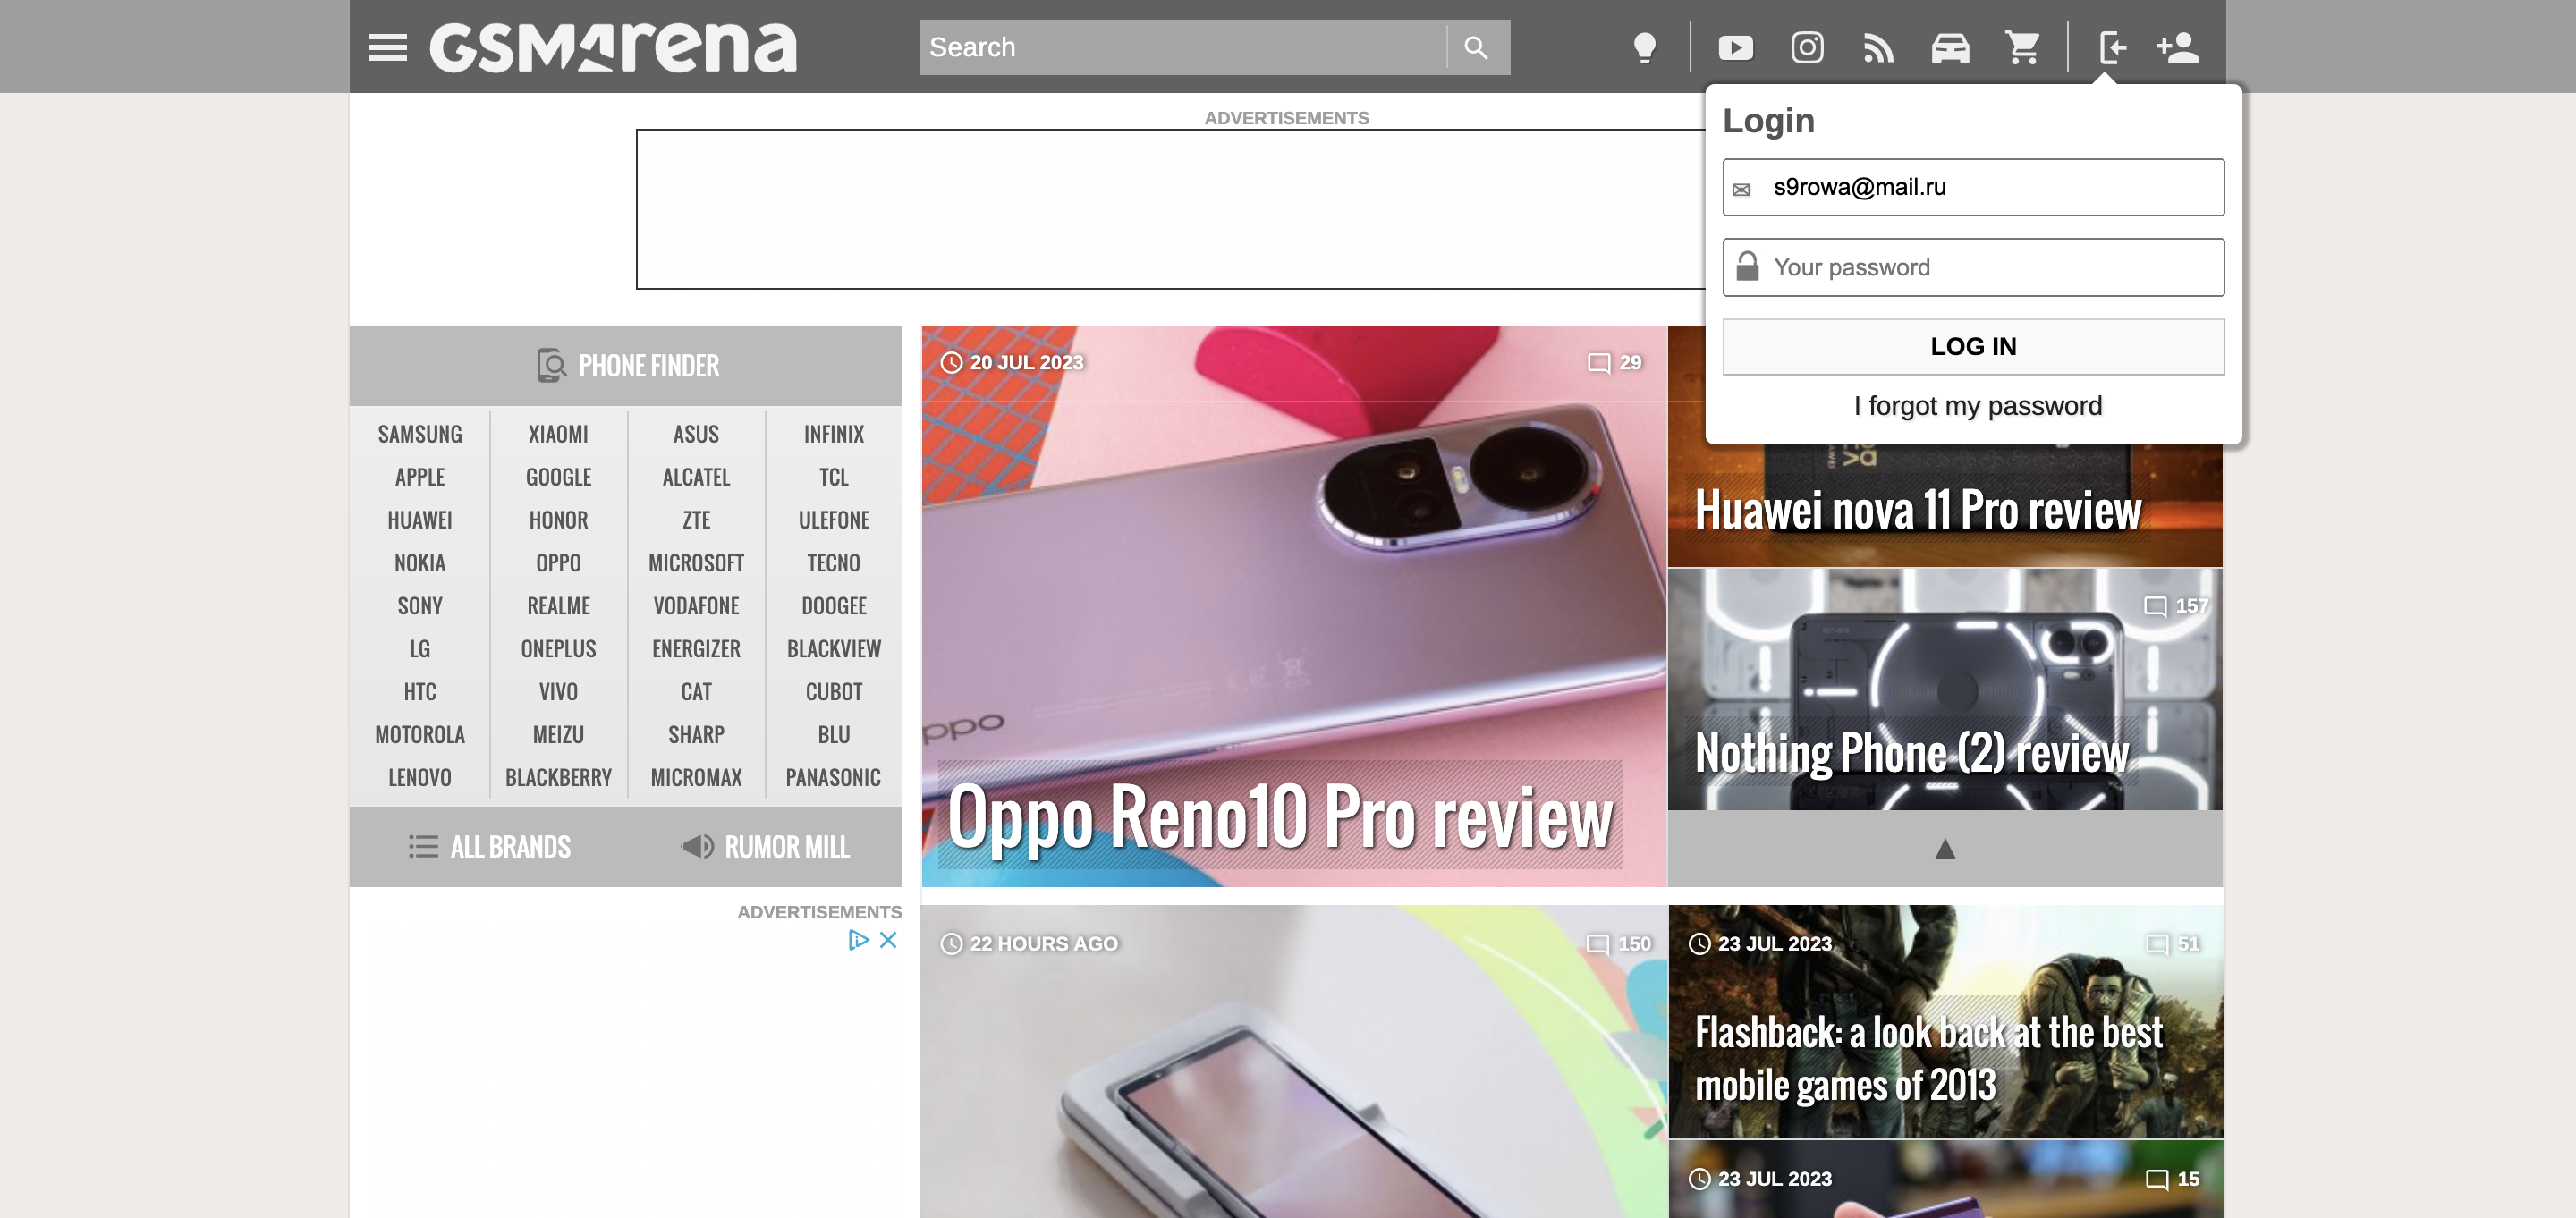 GSMArena
Search
ADVERTISEMENTS
Login
s9rowa@mail.ru
Your password
LOG IN
I forgot my password
PHONE FINDER
SAMSUNG XIAOMI ASUS INFINIX
APPLE GOOGLE ALCATEL TCL
HUAWEI HONOR ZTE ULEFONE
NOKIA OPPO MICROSOFT TECNO
SONY REALME VODAFONE DOOGEE
LG ONEPLUS ENERGIZER BLACKVIEW
HTC VIVO CAT CUBOT
MOTOROLA MEIZU SHARP BLU
LENOVO BLACKBERRY MICROMAX PANASONIC
ALL BRANDS RUMOR MILL
20 JUL 2023 29
oppo
Oppo Reno10 Pro review
Huawei nova 11 Pro review
157
Nothing Phone (2) review
ADVERTISEMENTS
22 HOURS AGO 150
23 JUL 2023 51
Flashback: a look back at the best
mobile games of 2013
23 JUL 2023 15